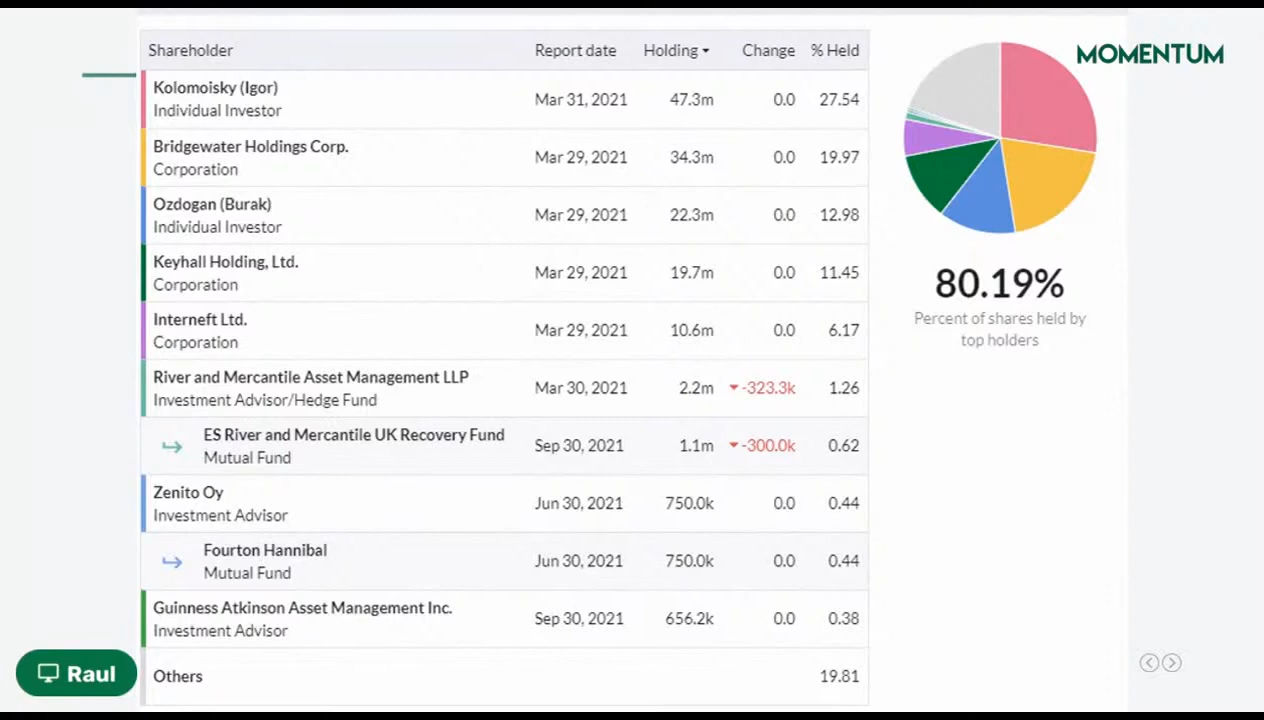 MOMENTUM
Shareholder Report date Holding Change % Held
Kolomoisky (Igor)
Individual Investor
Mar 31, 2021 47.3m 0.0 27.54
Bridgewater Holdings Corp.
Corporation
Mar 29, 2021 34.3m 0.0 19.97
Ozdogan (Burak)
Individual Investor
Mar 29, 2021 22.3m 0.0 12.98
Keyhall Holding, Ltd.
Corporation
Mar 29, 2021 19.7m 0.0 11.45
Interneft Ltd.
Corporation
Mar 29, 2021 10.6m 0.0 6.17
River and Mercantile Asset Management LLP
Investment Advisor/Hedge Fund
Mar 30, 2021 2.2m -323.3k 1.26
ES River and Mercantile UK Recovery Fund
Mutual Fund
Sep 30, 2021 1.1m -300.0k 0.62
Zenito Oy
Investment Advisor
Jun 30, 2021 750.0k 0.0 0.44
Fourton Hannibal
Mutual Fund
Jun 30, 2021 750.0k 0.0 0.44
Guinness Atkinson Asset Management Inc.
Investment Advisor
Sep 30, 2021 656.2k 0.0 0.38
Others 19.81
80.19%
Percent of shares held by
top holders
Raul